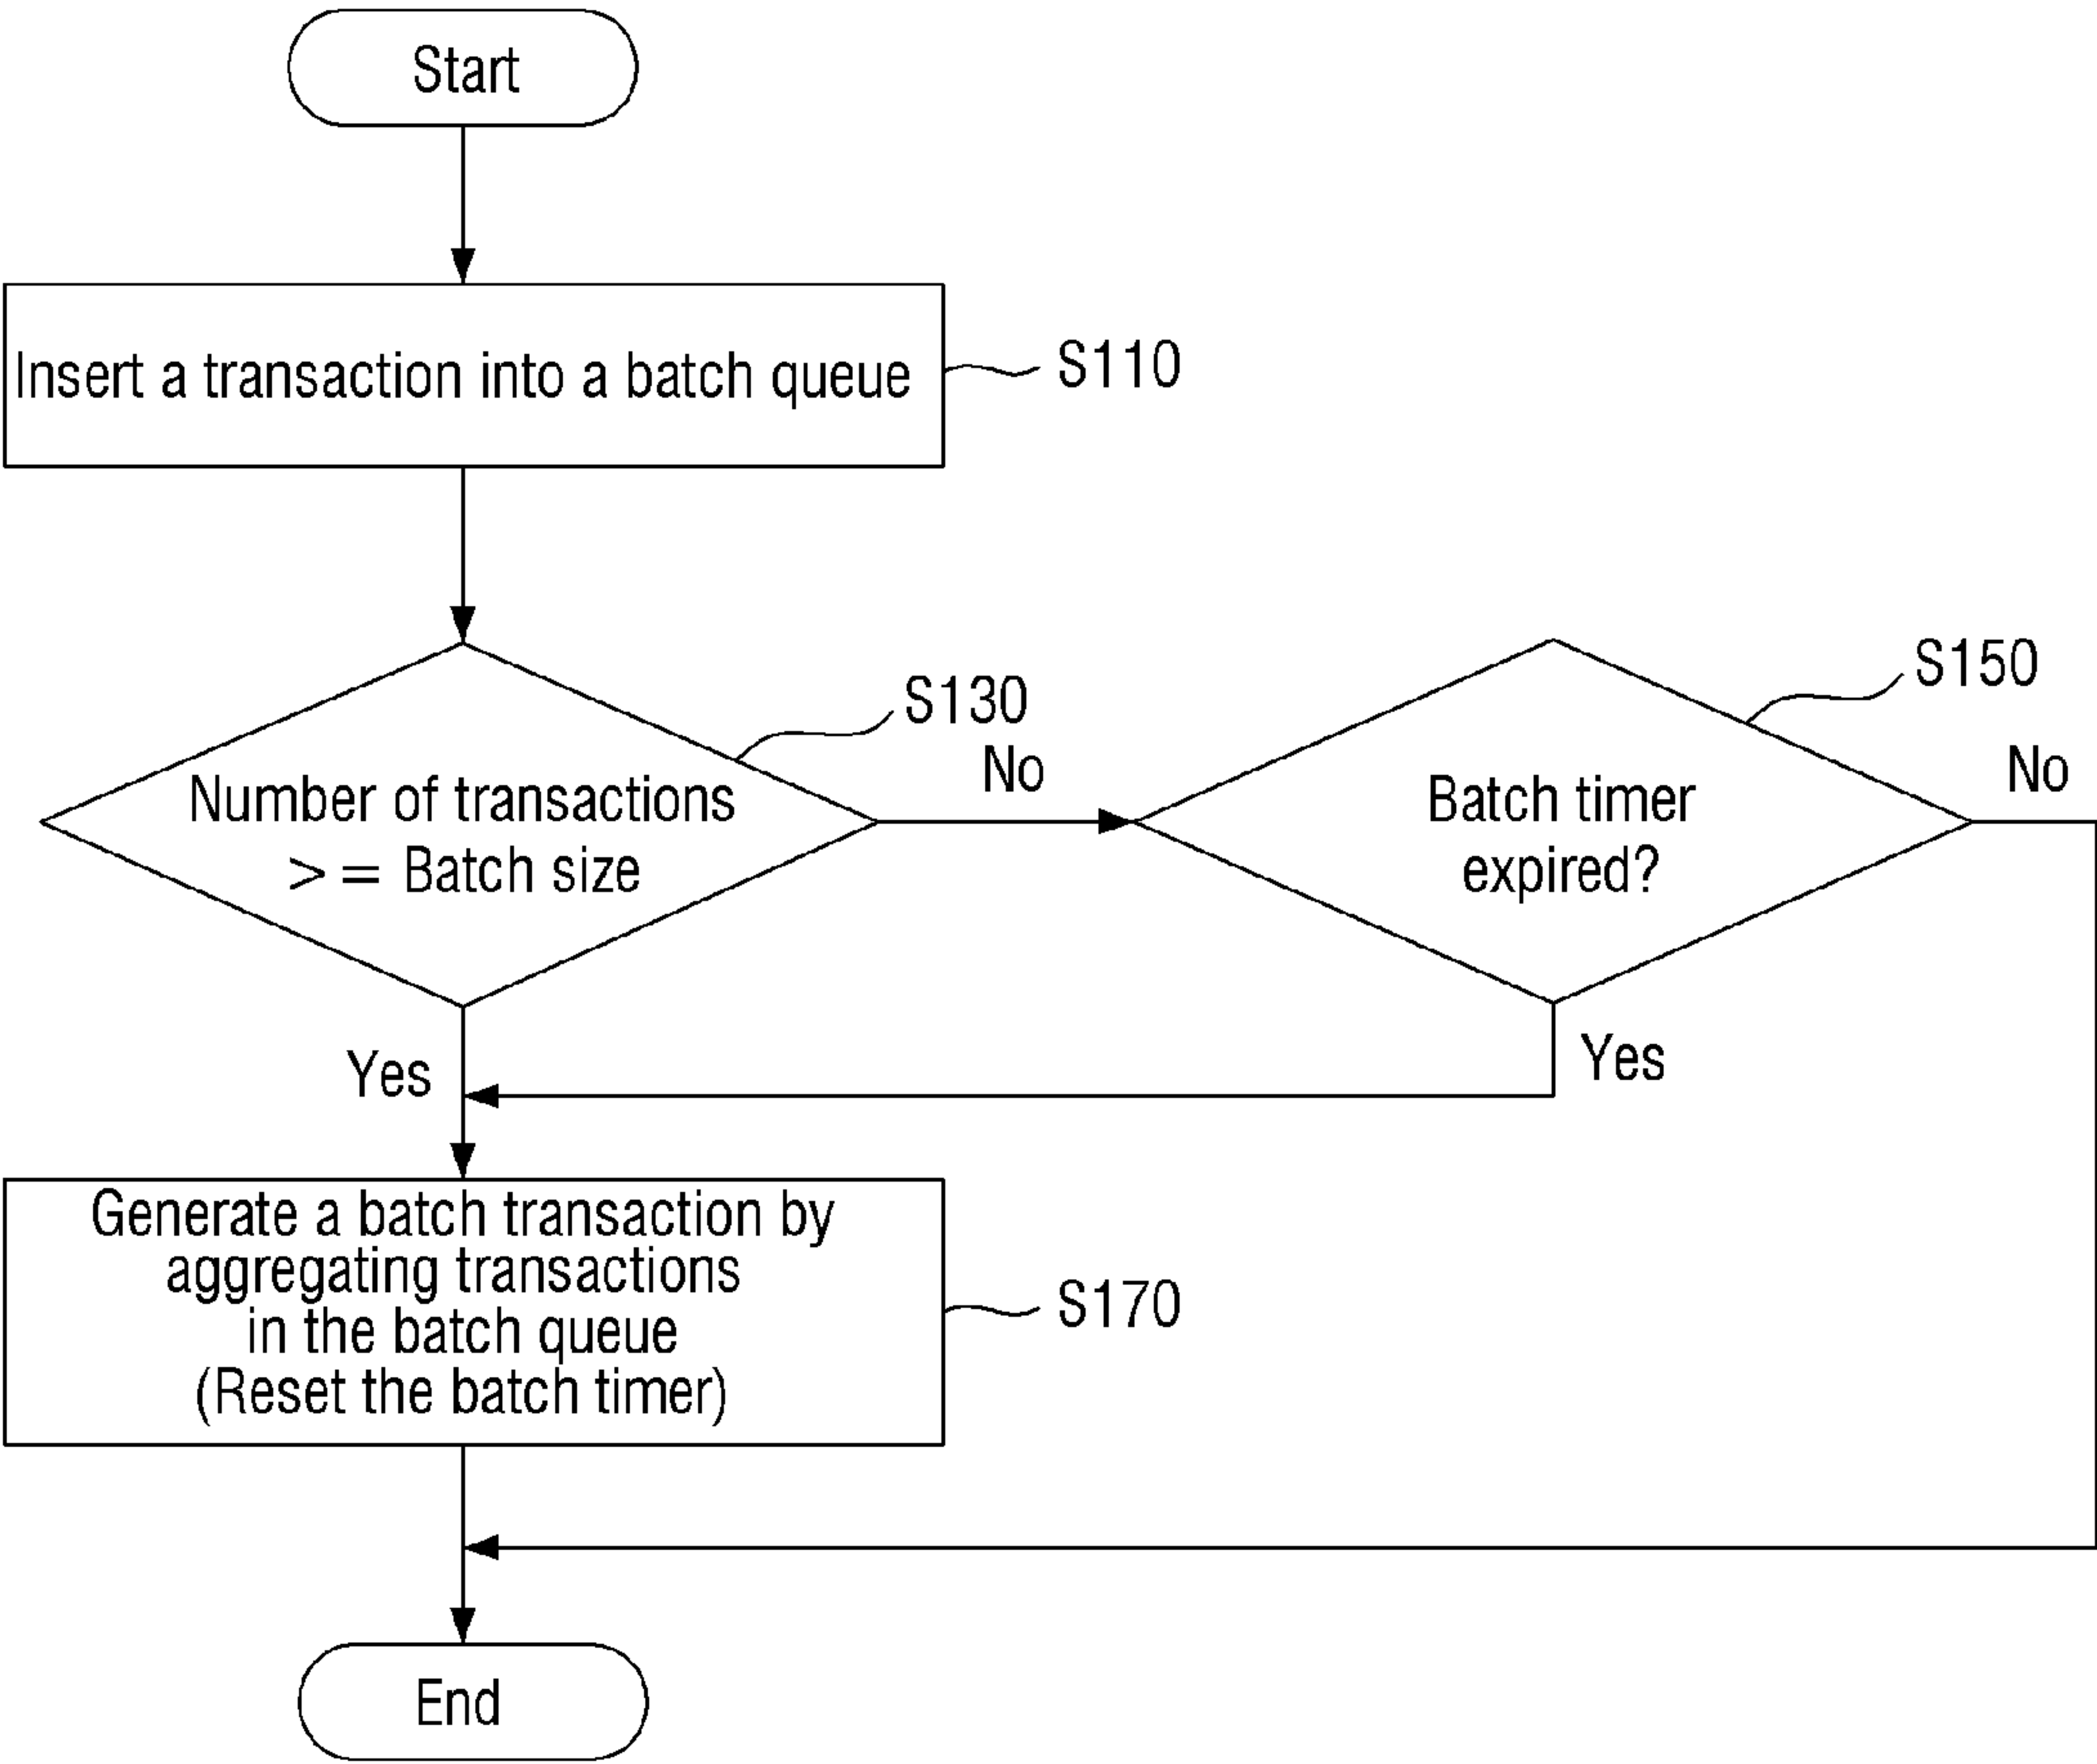 Start
Insert a transaction into a batch queue
S110
S130
Number of transactions
>= Batch size
No
S150
Batch timer
expired?
No
Yes
Yes
Generate a batch transaction by
aggregating transactions
in the batch queue
(Reset the batch timer)
S170
End